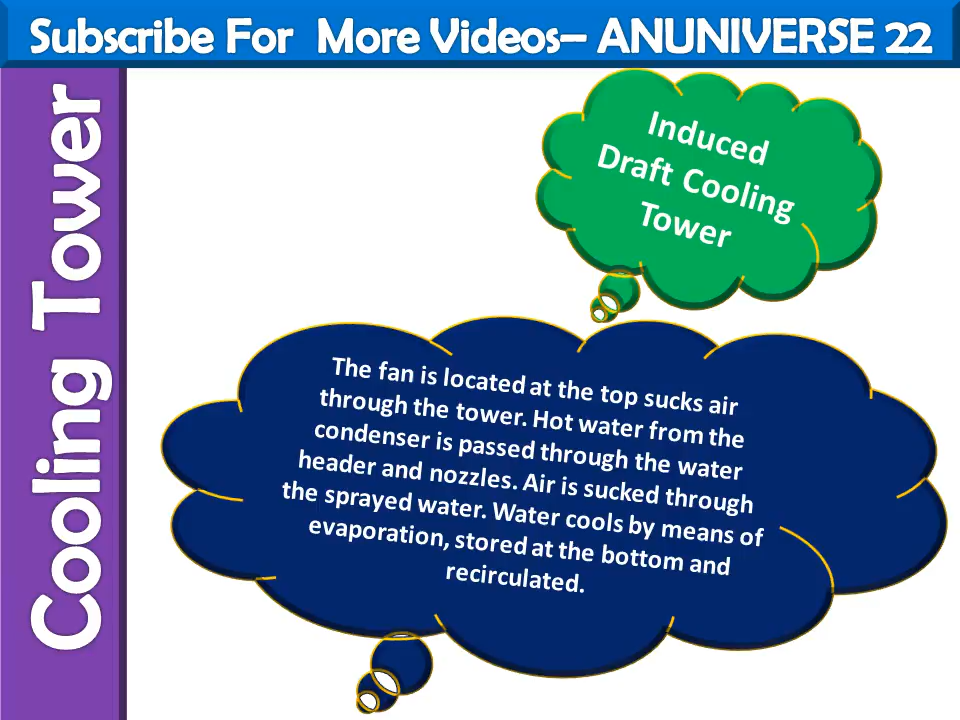 Subscribe For More Videos– ANUNIVERSE 22
Cooling Tower
Induced
Draft Cooling
Tower
The fan is located at the top sucks air
through the tower. Hot water from the
condenser is passed through the water
header and nozzles. Air is sucked through
the sprayed water. Water cools by means of
evaporation, stored at the bottom and
recirculated.